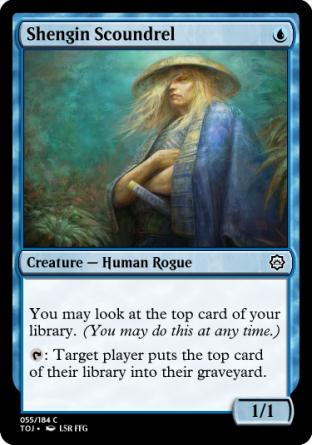 Shengin Scoundrel
Creature — Human Rogue
You may look at the top card of your
library. (You may do this at any time.)
: Target player puts the top card
of their library into their graveyard.
1/1
055/184 C
TOJ • LSR FFG